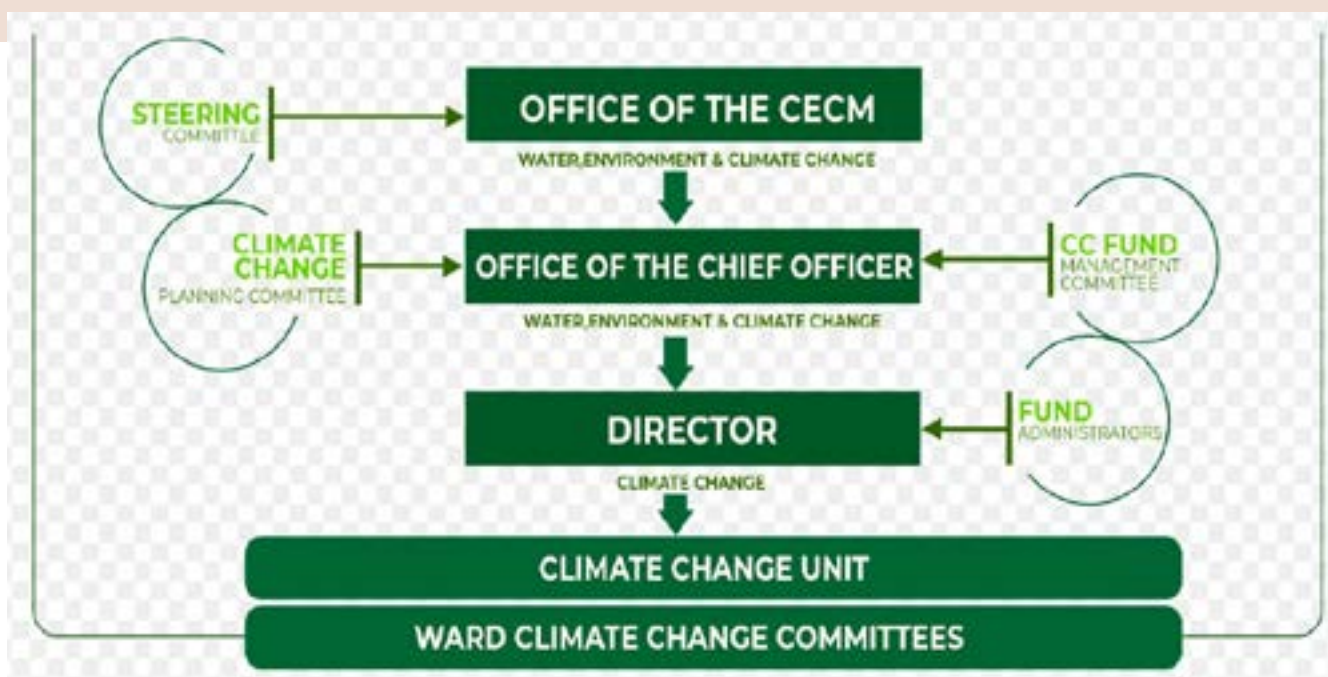 STEERING
COMMITTLE
OFFICE OF THE CECM
WATER,ENVIRONMENT & CLIMATE CHANGE
CLIMATE
CHANGE
PLANNING COMMITTEE
OFFICE OF THE CHIEF OFFICER
WATER,ENVIRONMENT & CLIMATE CHANGE
CC FUND
MANAGEMENT
COMMITTEE
DIRECTOR
CLIMATE CHANGE
FUND
ADMINISTRATORS
CLIMATE CHANGE UNIT
WARD CLIMATE CHANGE COMMITTEES